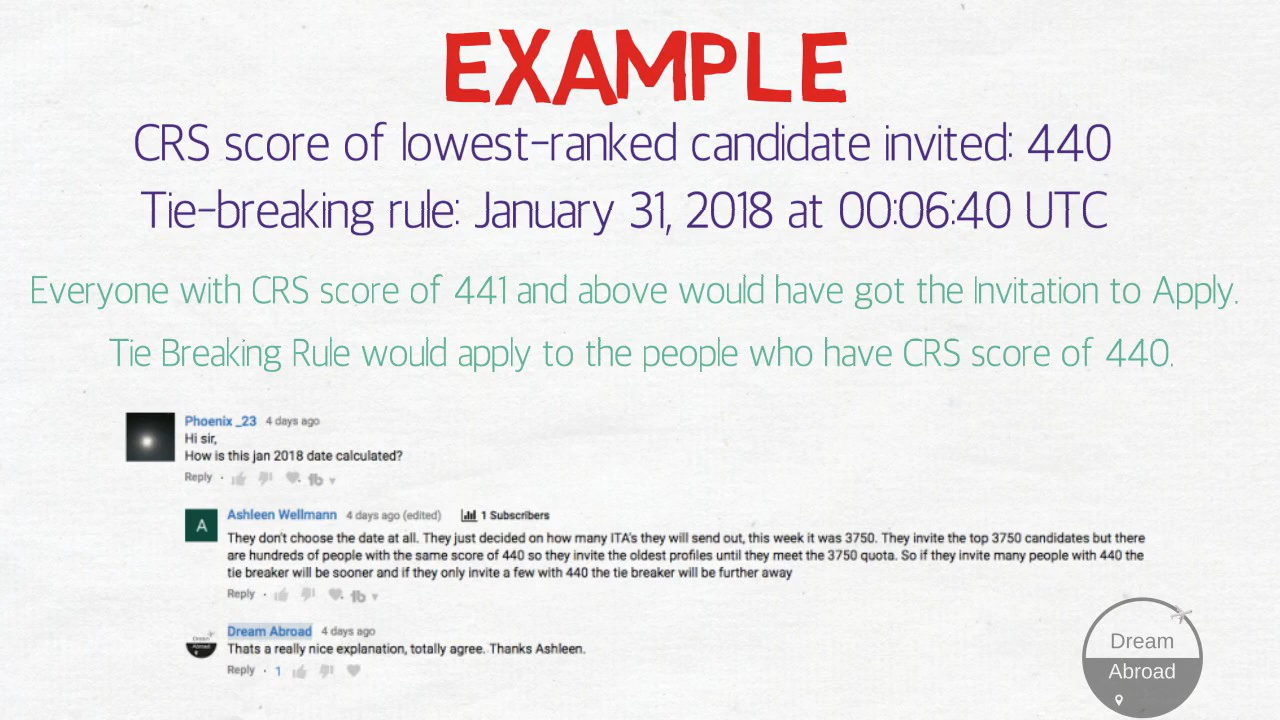 EXAMPLE
CRS score of lowest-ranked candidate invited: 440
Tie-breaking rule: January 31, 2018 at 00:06:40 UTC
Everyone with CRS score of 441 and above would have got the Invitation to Apply.
Tie Breaking Rule would apply to the people who have CRS score of 440.
Phoenix _23 4 days ago
Hi sir,
How is this jan 2018 date calculated?
Reply
A
Ashleen Wellmann 4 days ago (edited) 1 Subscribers
They don't choose the date at all. They just decided on how many ITA's they will send out, this week it was 3750. They invite the top 3750 candidates but there
are hundreds of people with the same score of 440 so they invite the oldest profiles until they meet the 3750 quota. So if they invite many people with 440 the
tie breaker will be sooner and if they only invite a few with 440 the tie breaker will be further away
Reply
Dream Abroad 4 days ago
Thats a really nice explanation, totally agree. Thanks Ashleen.
Reply · 1
Dream
Abroad